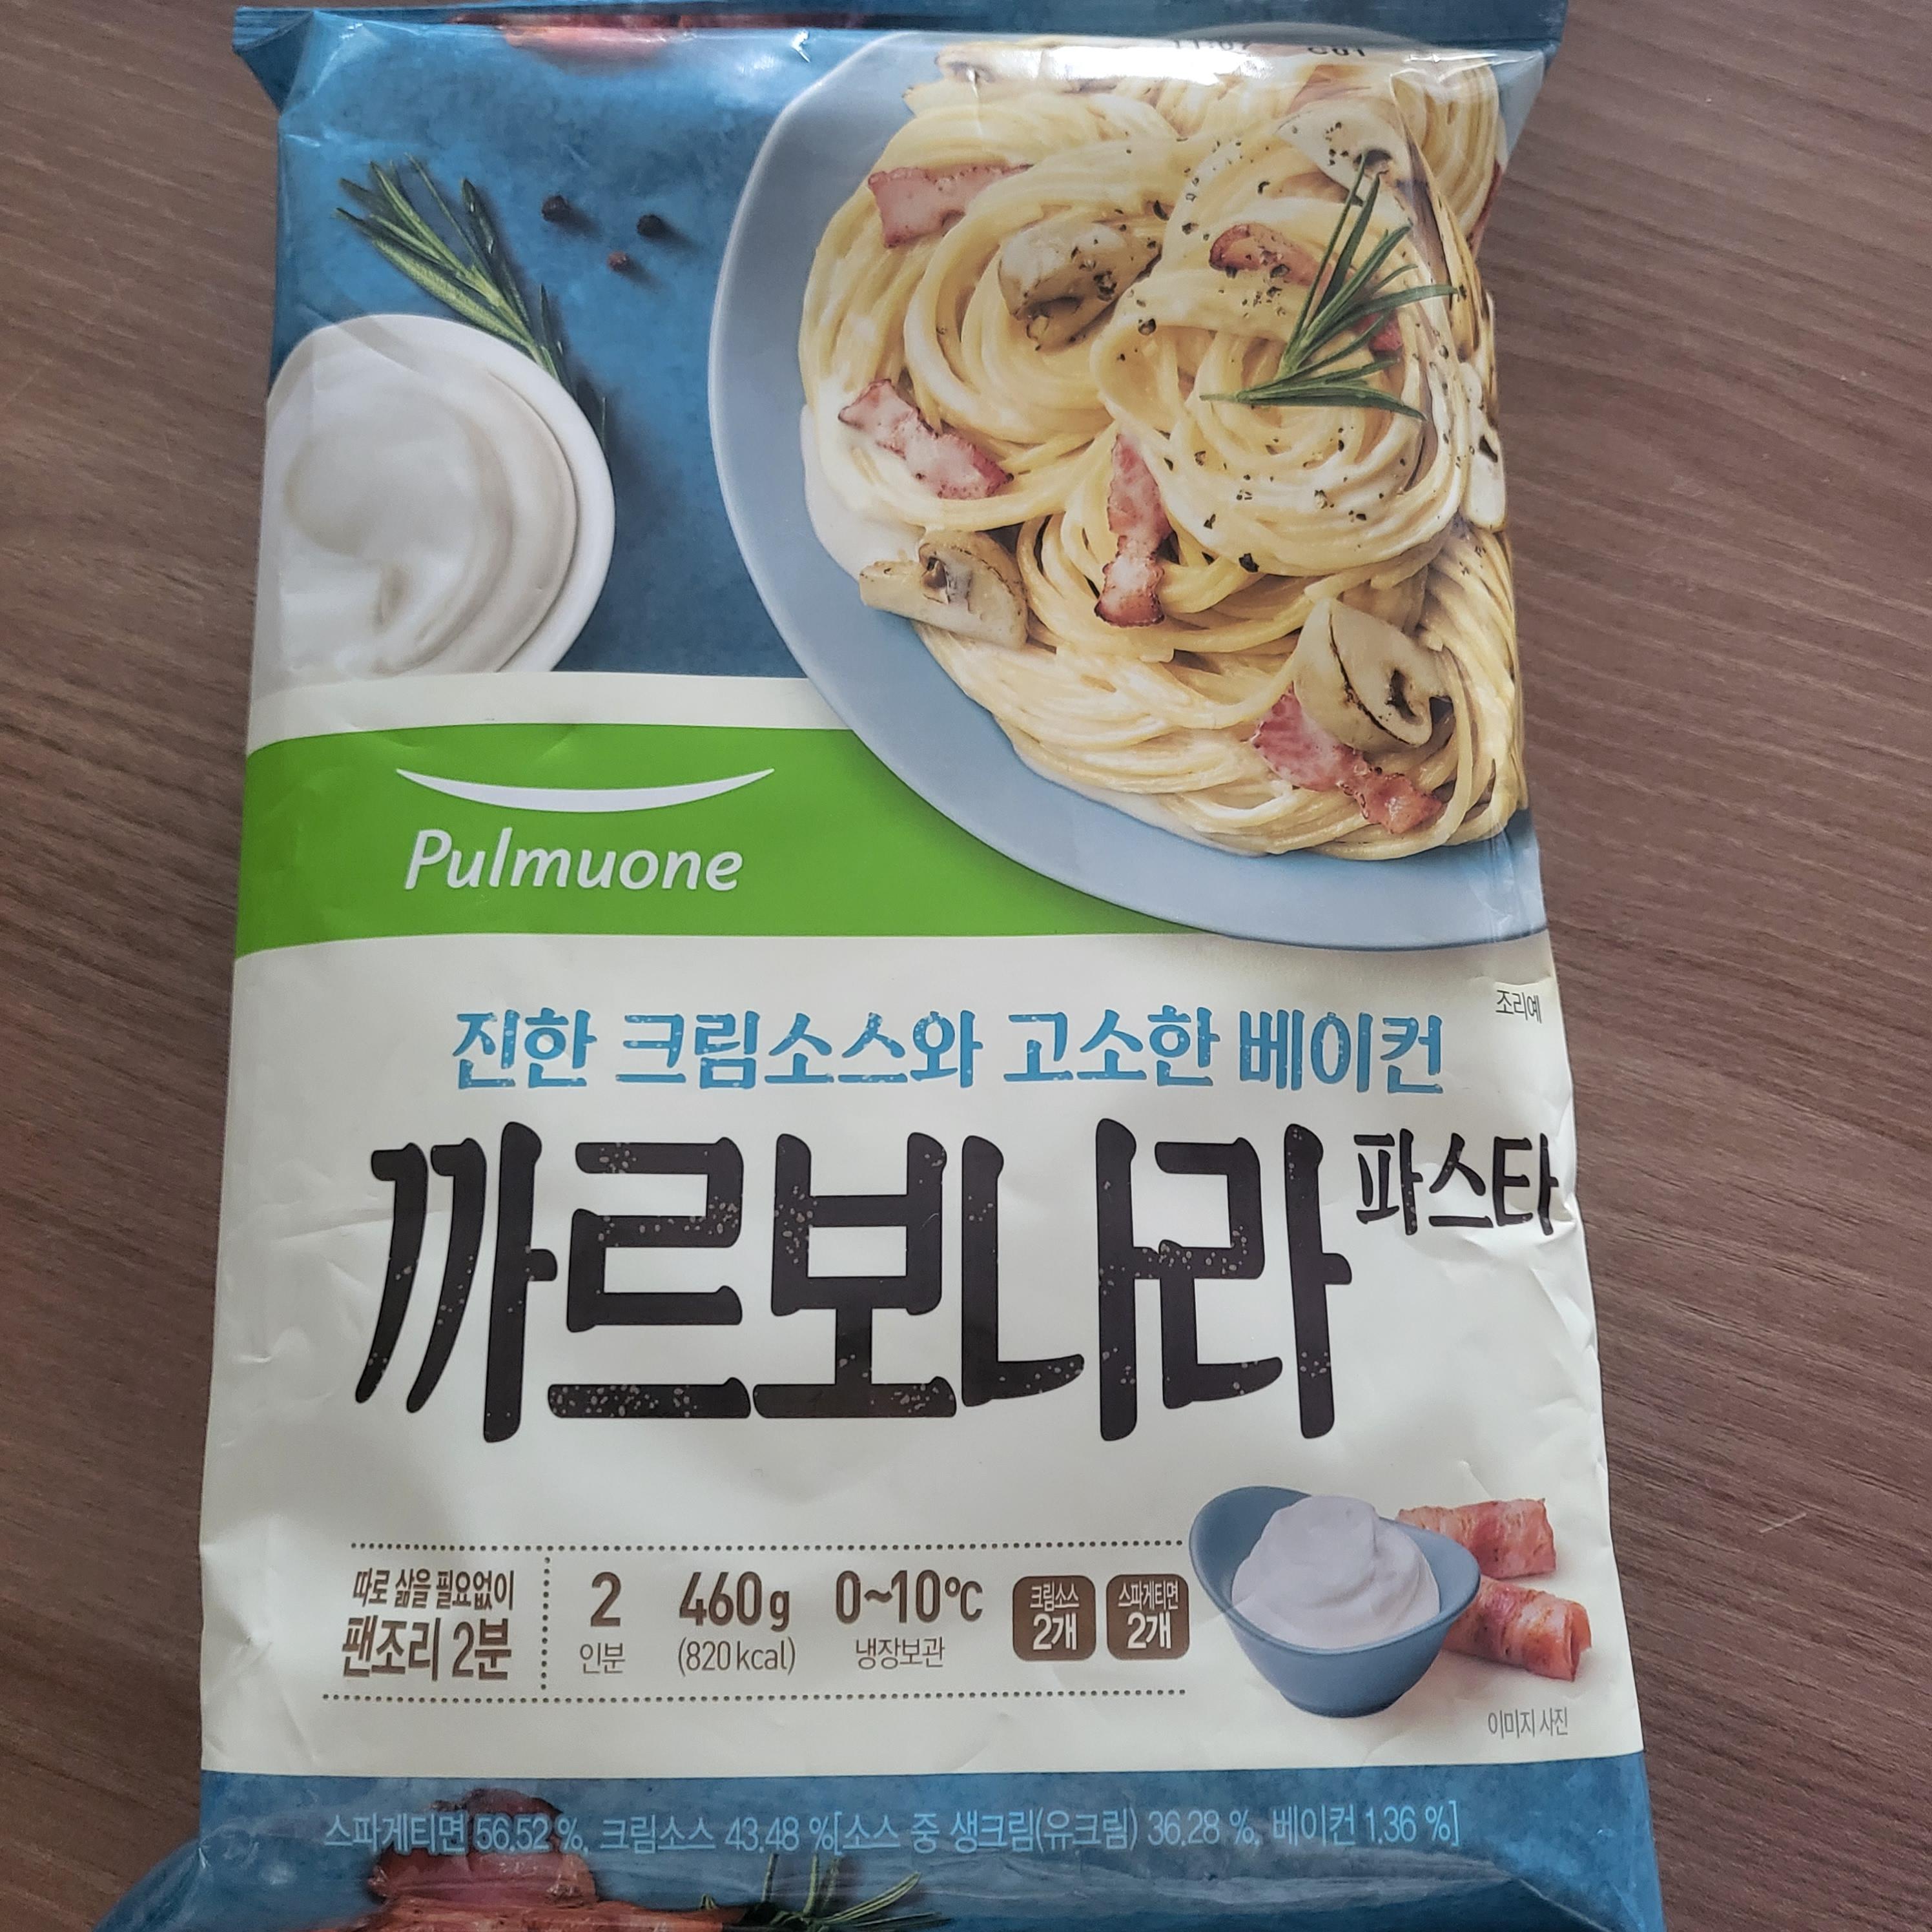 Pulmuone
조리예
진한 크림소스와 고소한 베이컨
까르보나라 파스타
따로 삶을 필요없이
팬조리 2분
2
인분
460g
(820 kcal)
0~10℃
냉장보관
크림소스
2개
스파게티면
2개
이미지 사진
스파게티면 56.52 %, 크림소스 43.48 %[소스 중 생크림(유크림) 36.28 %, 베이컨 1.36 %]